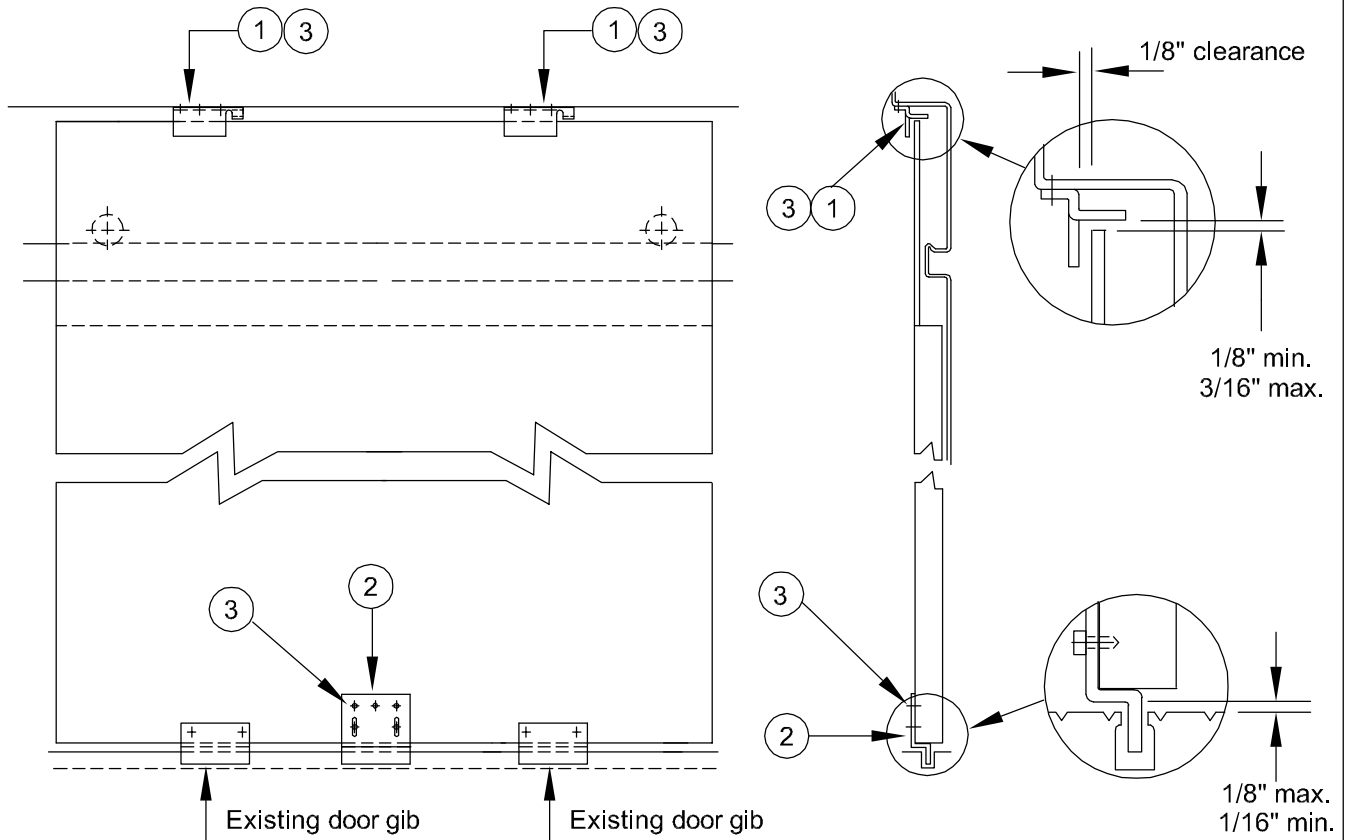 1 3
1 3
1/8" clearance
3 1
1/8" min.
3/16" max.
2
3
3
2
1/8" max.
1/16" min.
Existing door gib
Existing door gib